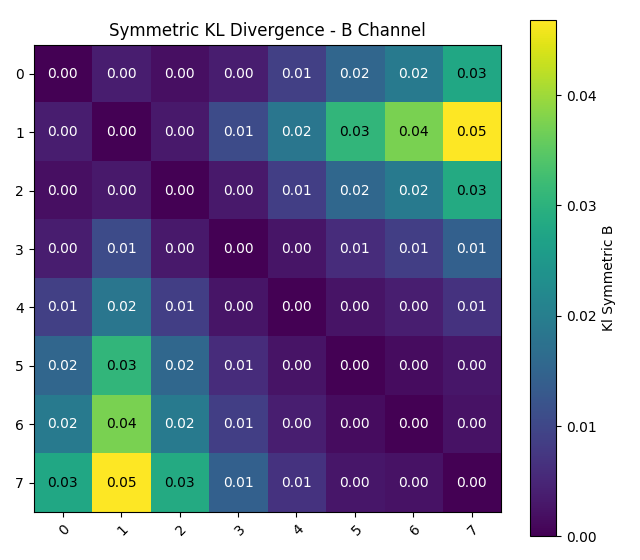 Symmetric KL Divergence - B Channel
0 0.00 0.00 0.00 0.00 0.01 0.02 0.02 0.03
1 0.00 0.00 0.00 0.01 0.02 0.03 0.04 0.05
2 0.00 0.00 0.00 0.00 0.01 0.02 0.02 0.03
3 0.00 0.01 0.00 0.00 0.00 0.01 0.01 0.01
4 0.01 0.02 0.01 0.00 0.00 0.00 0.00 0.01
5 0.02 0.03 0.02 0.01 0.00 0.00 0.00 0.00
6 0.02 0.04 0.02 0.01 0.00 0.00 0.00 0.00
7 0.03 0.05 0.03 0.01 0.01 0.00 0.00 0.00
0 1 2 3 4 5 6 7
0.04
0.03
0.02
0.01
0.00
Kl Symmetric B